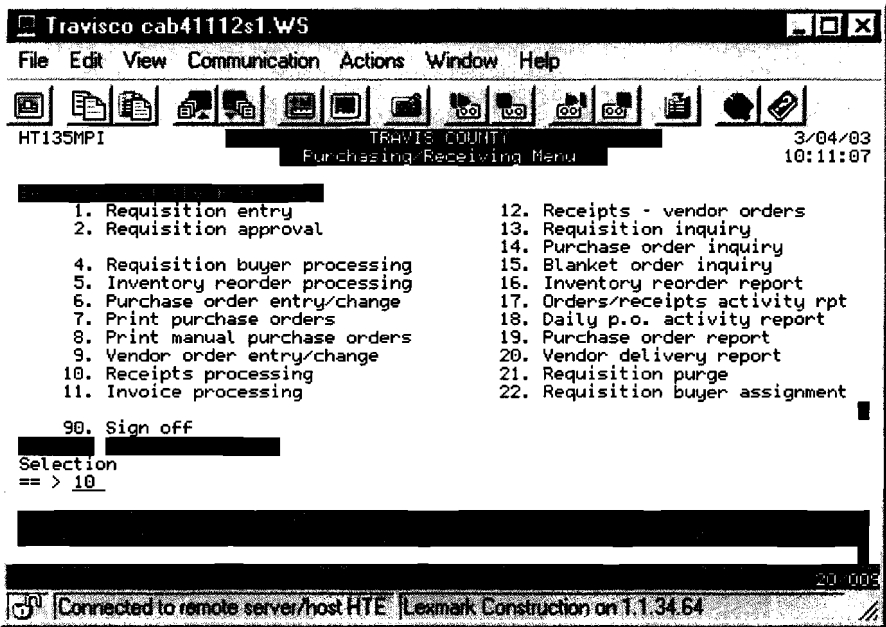 Travisco cab41112s1.WS
File Edit View Communication Actions Window Help
HT135MPI TRAVIS COUNTY 3/04/03
Purchasing/Receiving Menu 10:11:07
1. Requisition entry 12. Receipts - vendor orders
2. Requisition approval 13. Requisition inquiry
14. Purchase order inquiry
4. Requisition buyer processing 15. Blanket order inquiry
5. Inventory reorder processing 16. Inventory reorder report
6. Purchase order entry/change 17. Orders/receipts activity rpt
7. Print purchase orders 18. Daily p.o. activity report
8. Print manual purchase orders 19. Purchase order report
9. Vendor order entry/change 20. Vendor delivery report
10. Receipts processing 21. Requisition purge
11. Invoice processing 22. Requisition buyer assignment
90. Sign off
Selection
== > 10
Connected to remote server/host HTE Lexmark Construction on 1.1.34.64